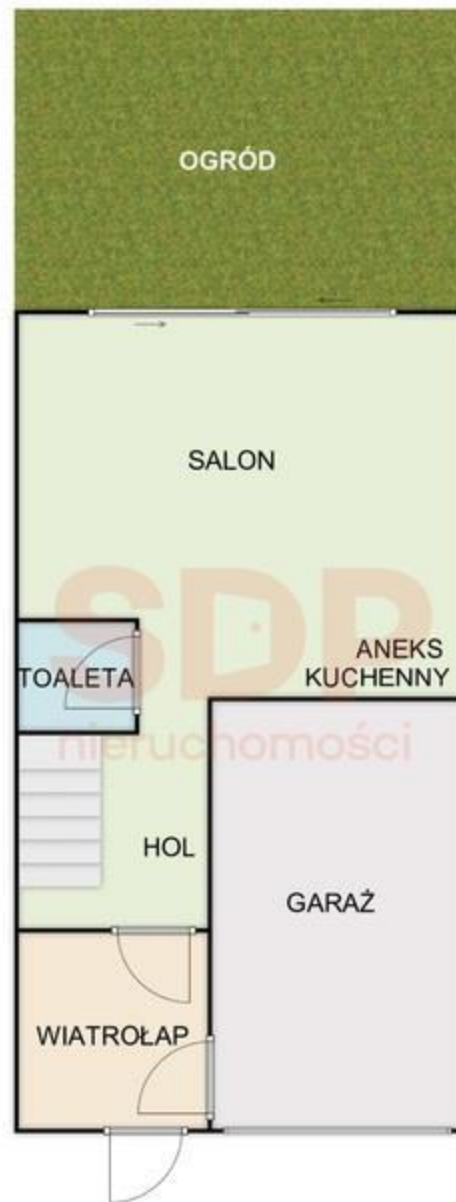 OGRÓD
SALON
SDP
nieruchomości
ANEKS
KUCHENNY
TOALETA
HOL
GARAŻ
WIATROŁAP